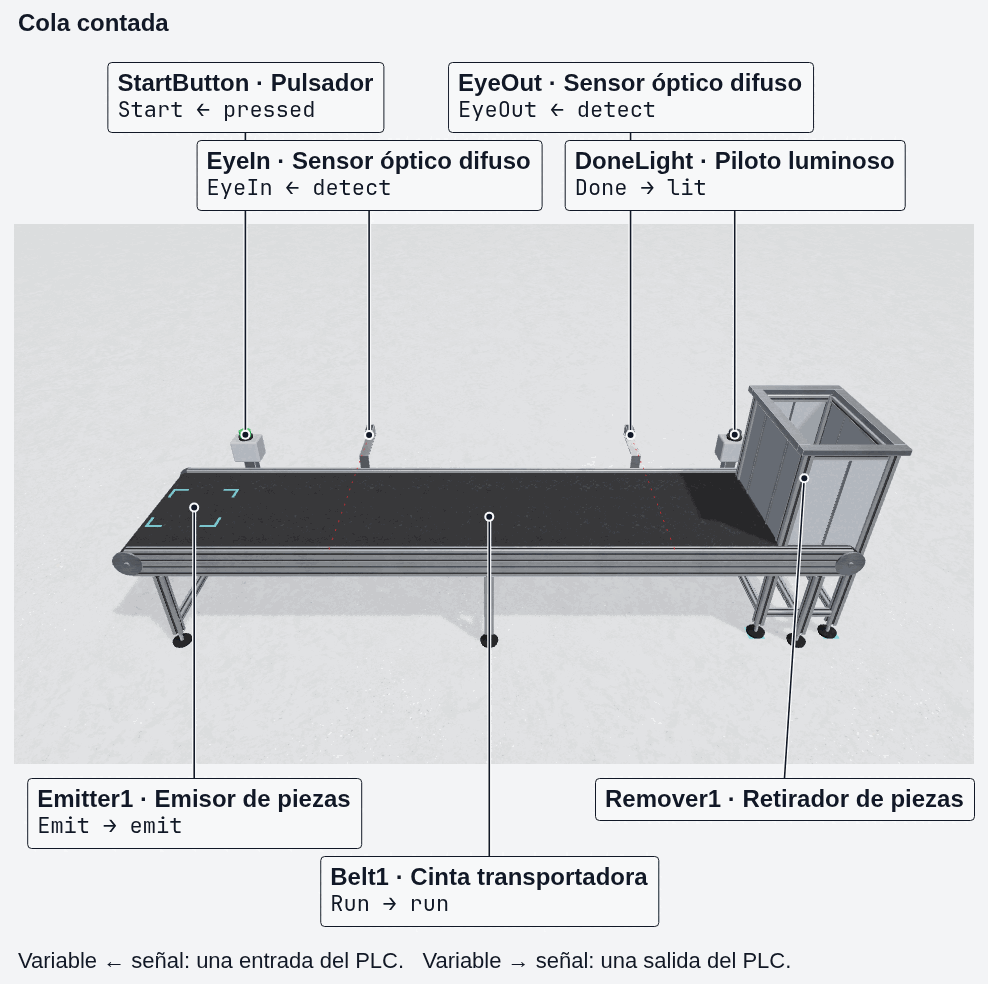 Cola contada
StartButton · Pulsador
Start ← pressed
EyeOut · Sensor óptico difuso
EyeOut ← detect
EyeIn · Sensor óptico difuso
EyeIn ← detect
DoneLight · Piloto luminoso
Done → lit
Emitter1 · Emisor de piezas
Emit → emit
Remover1 · Retirador de piezas
Belt1 · Cinta transportadora
Run → run
Variable ← señal: una entrada del PLC. Variable → señal: una salida del PLC.